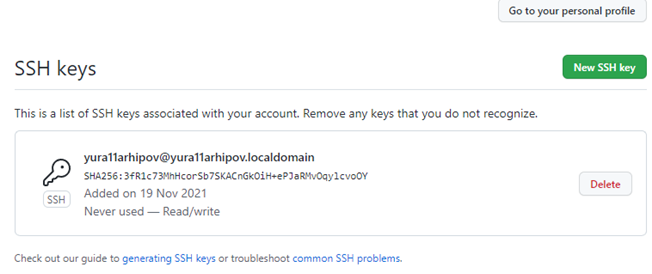 Go to your personal profile
SSH keys
New SSH key
This is a list of SSH keys associated with your account. Remove any keys that you do not recognize.
yura11arhipov@yura11arhipov.localdomain
SHA256:3fR1c73MhHcorSb7SKACnGkOiH+ePJaRMvOqylcvoOY
SSH
Added on 19 Nov 2021
Never used — Read/write
Delete
Check out our guide to generating SSH keys or troubleshoot common SSH problems.